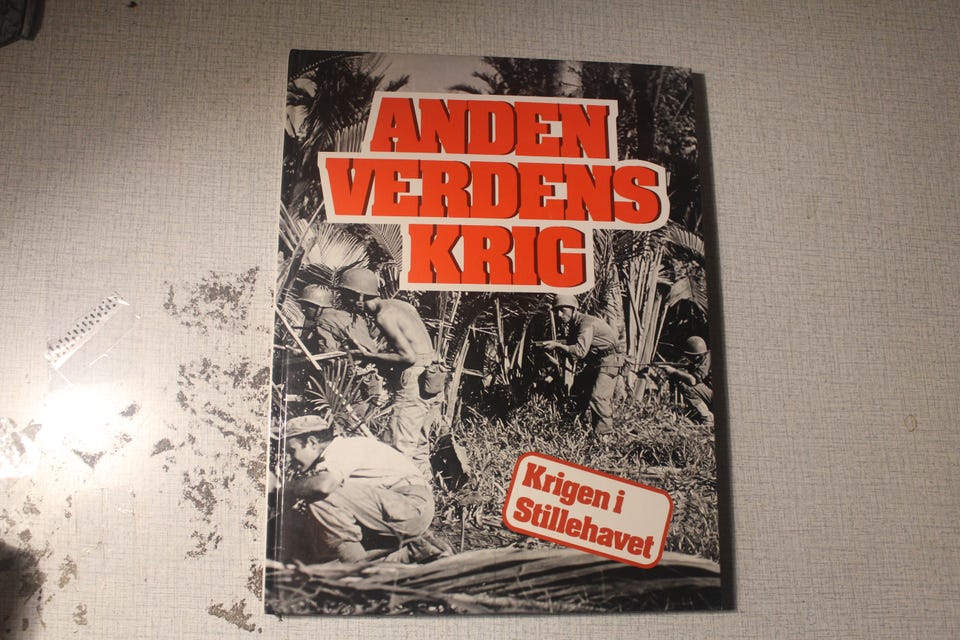 ANDEN
VERDENS
KRIG
Krigen i
Stillehavet